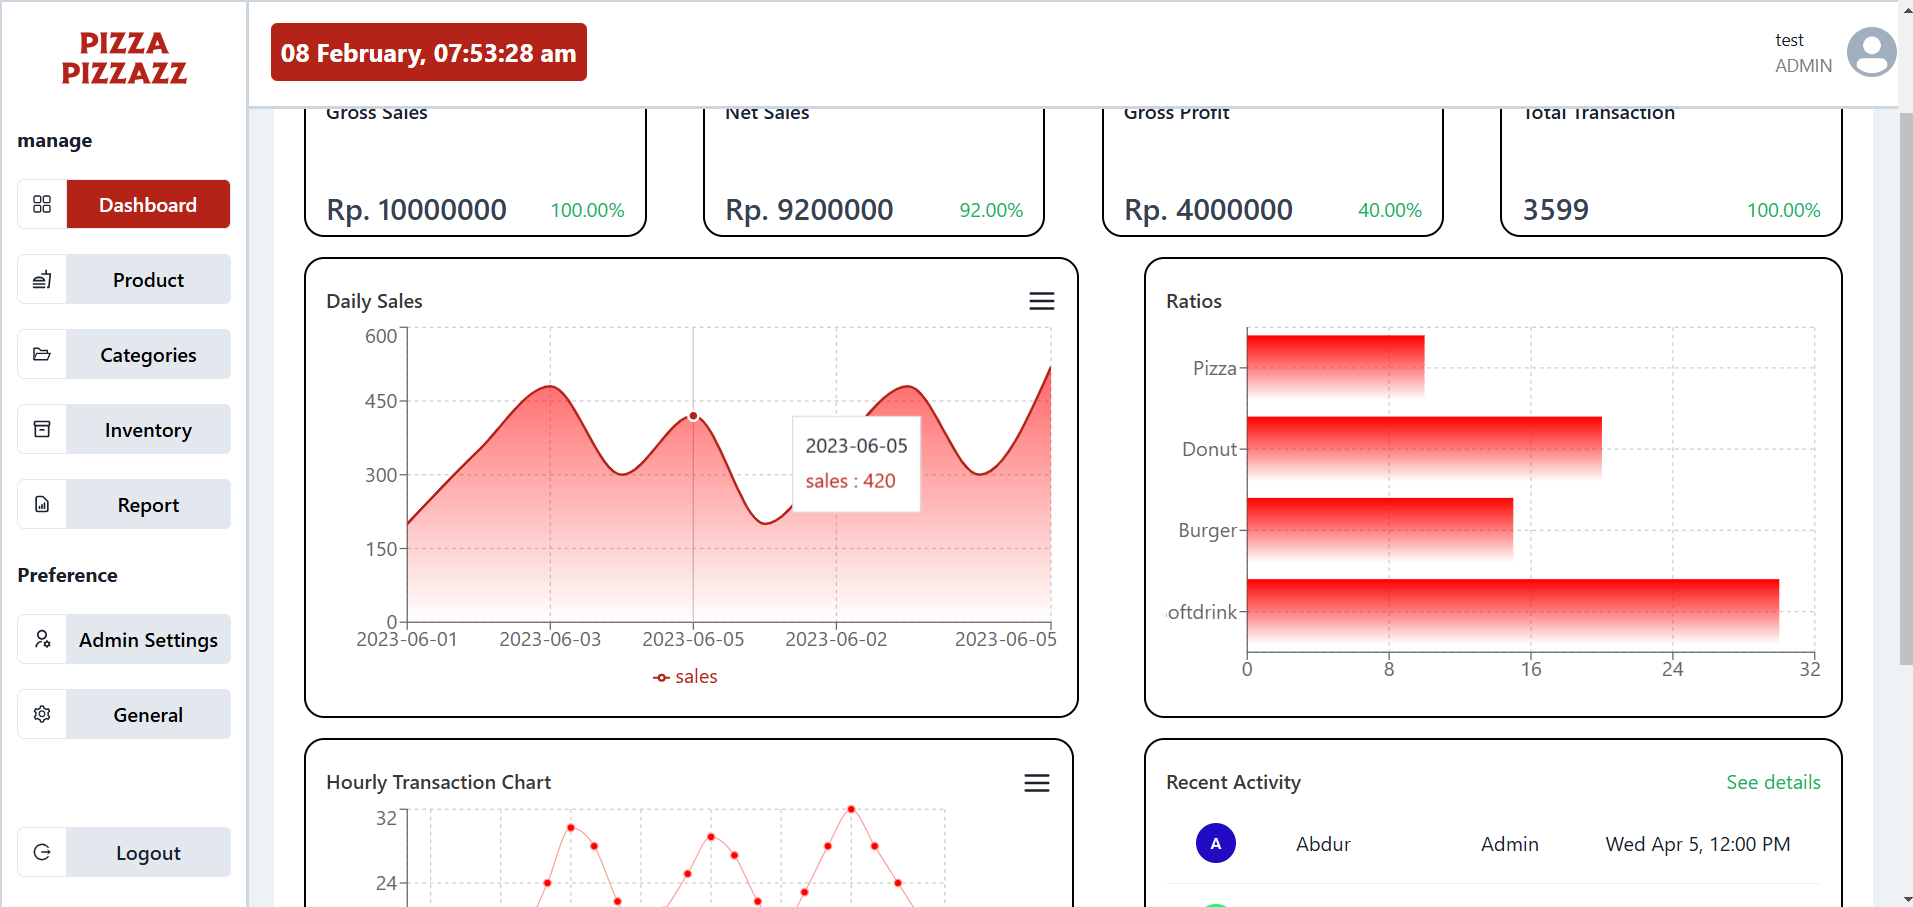 PIZZA
PIZZAZZ
manage
Dashboard
Product
Categories
Inventory
Report
Preference
Admin Settings
General
Logout
08 February, 07:53:28 am
test
ADMIN
Gross Sales
Rp. 10000000 100.00%
Net Sales
Rp. 9200000 92.00%
Gross Profit
Rp. 4000000 40.00%
Total Transaction
3599 100.00%
Daily Sales
600
450
300
150
0
2023-06-01 2023-06-03 2023-06-05 2023-06-02 2023-06-05
2023-06-05
sales : 420
sales
Ratios
Pizza
Donut
Burger
oftdrink
0 8 16 24 32
Hourly Transaction Chart
32
24
Recent Activity See details
A Abdur Admin Wed Apr 5, 12:00 PM